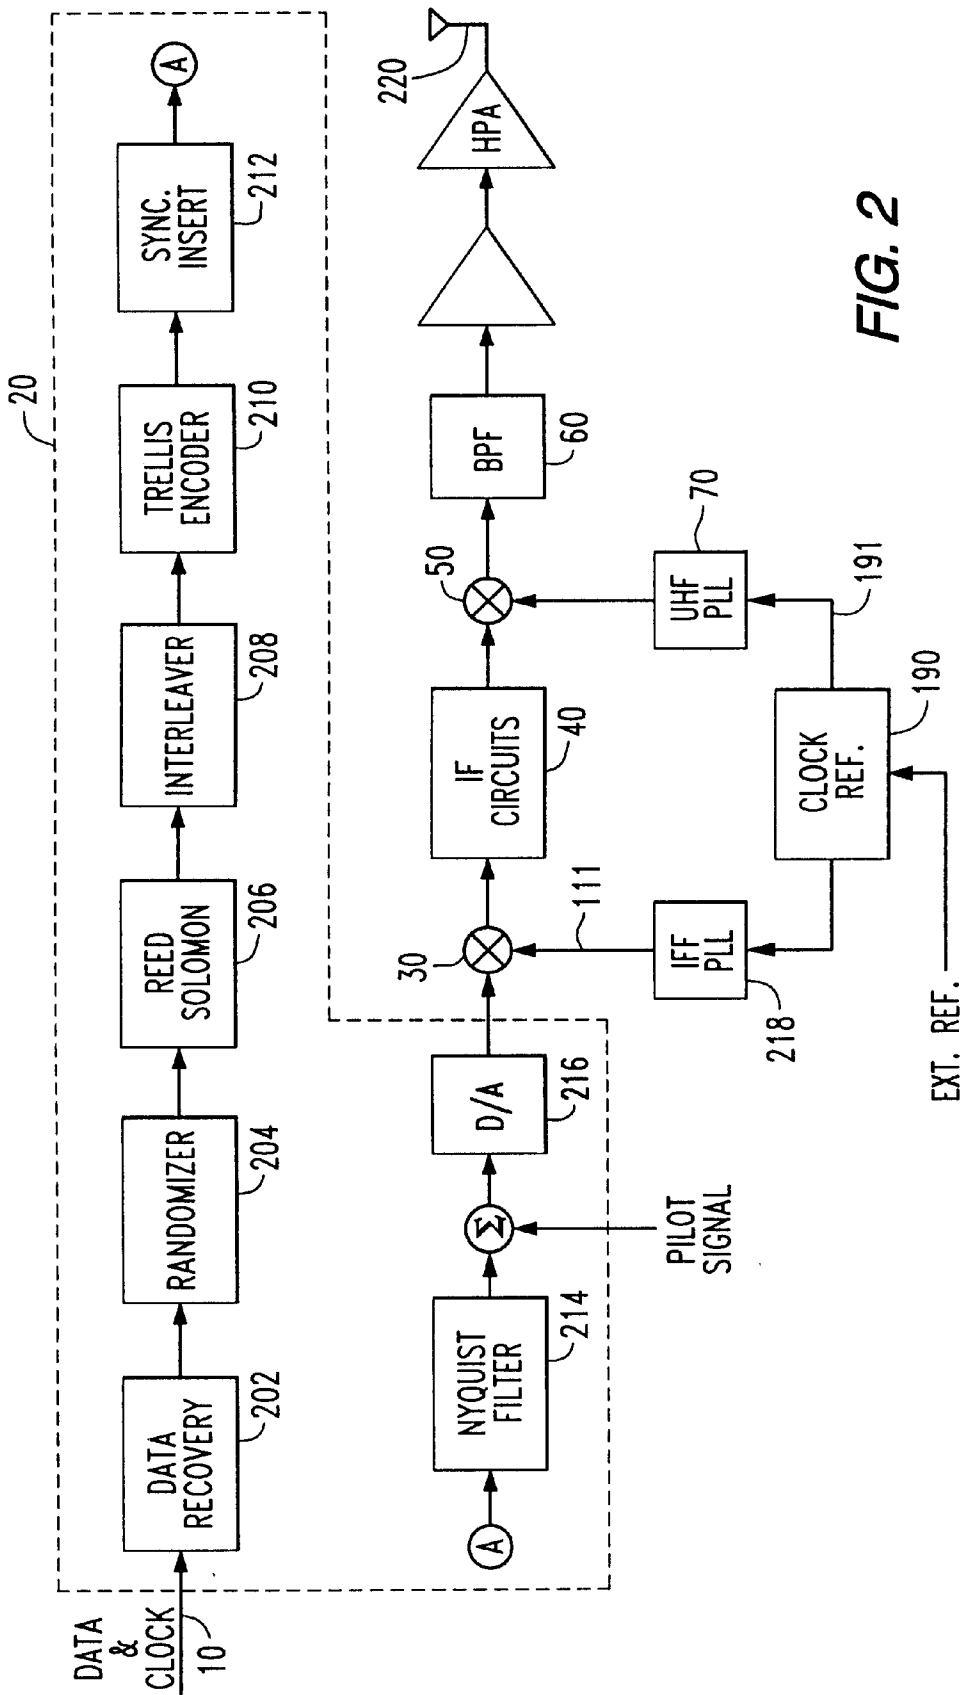 20
DATA
&
CLOCK
10
DATA
RECOVERY
202
RANDOMIZER
204
REED
SOLOMON
206
INTERLEAVER
208
TRELLIS
ENCODER
210
SYNC.
INSERT
212
A
A
NYQUIST
FILTER
214
Σ
PILOT
SIGNAL
D/A
216
30
111
IFF
PLL
218
IF
CIRCUITS
40
50
UHF
PLL
70
191
CLOCK
REF.
190
EXT. REF.
BPF
60
HPA
220
FIG. 2